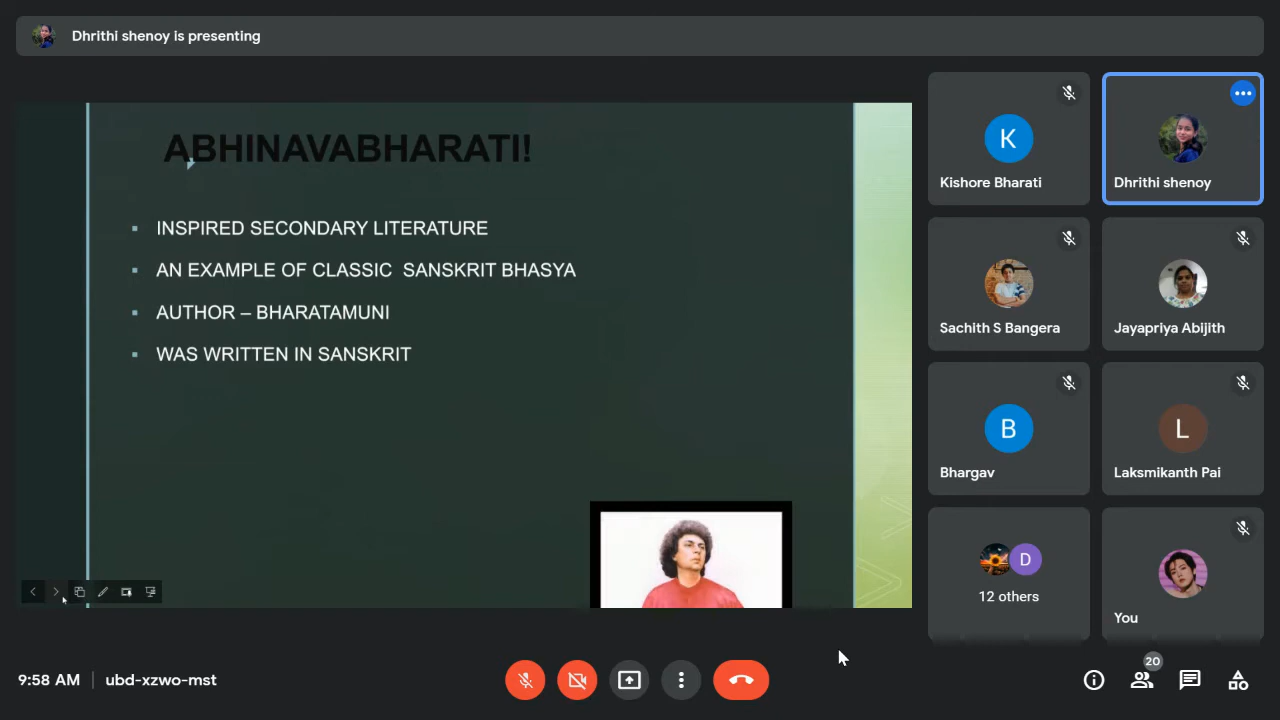 Dhrithi shenoy is presenting
ABHINAVABHARATI!
▪ INSPIRED SECONDARY LITERATURE
▪ AN EXAMPLE OF CLASSIC SANSKRIT BHASYA
▪ AUTHOR – BHARATAMUNI
▪ WAS WRITTEN IN SANSKRIT
K
Kishore Bharati
Dhrithi shenoy
Sachith S Bangera
Jayapriya Abijith
B
Bhargav
L
Laksmikanth Pai
D
12 others
You
9:58 AM | ubd-xzwo-mst
20